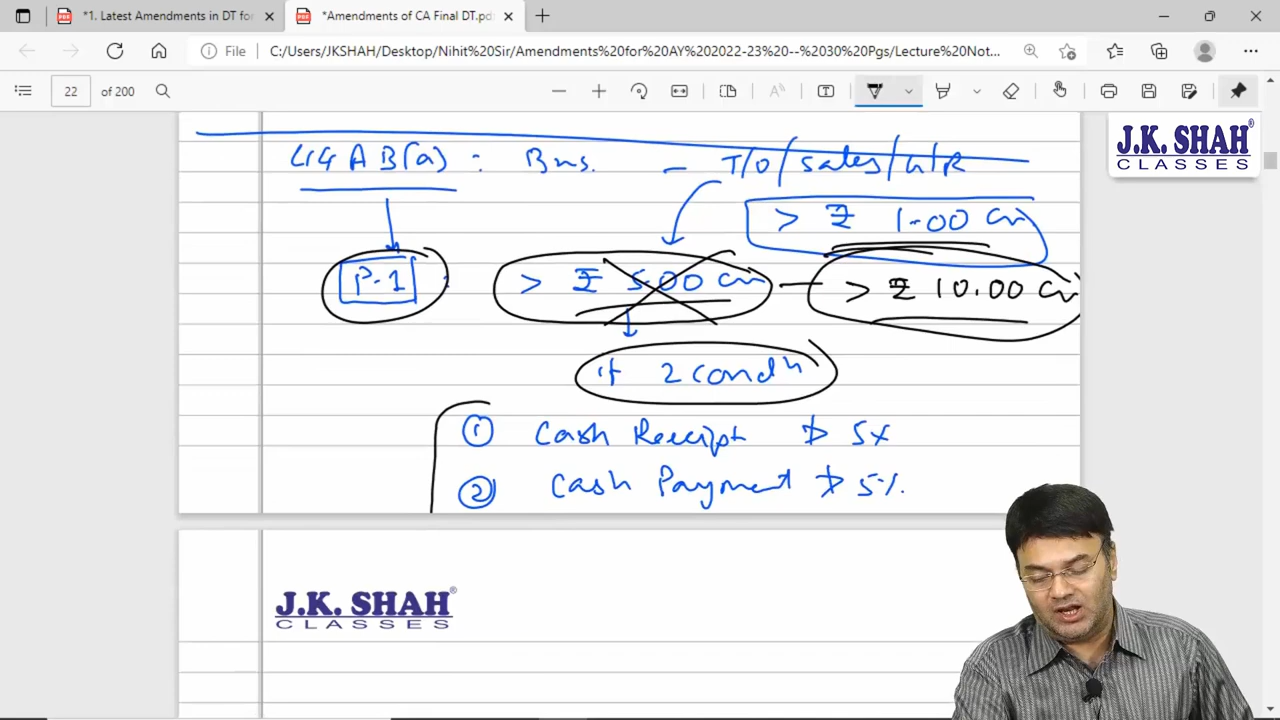 *1. Latest Amendments in DT for
*Amendments of CA Final DT.pdf
File C:/Users/JKSHAH/Desktop/Nihit%20Sir/Amendments%20for%20AY%202022-23%20--%2030%20Pgs/Lecture%20Not...
22 of 200
J.K. SHAH®
CLASSES
44AB(a) : Bus. - T/O/Sales/G/R
> ₹ 1.00 Cr
P-1 > ₹ 5.00 Cr — > ₹ 10.00 Cr
if 2 condn
① Cash Receipt ≯ 5%
② Cash Payment ≯ 5%.
J.K. SHAH®
CLASSES